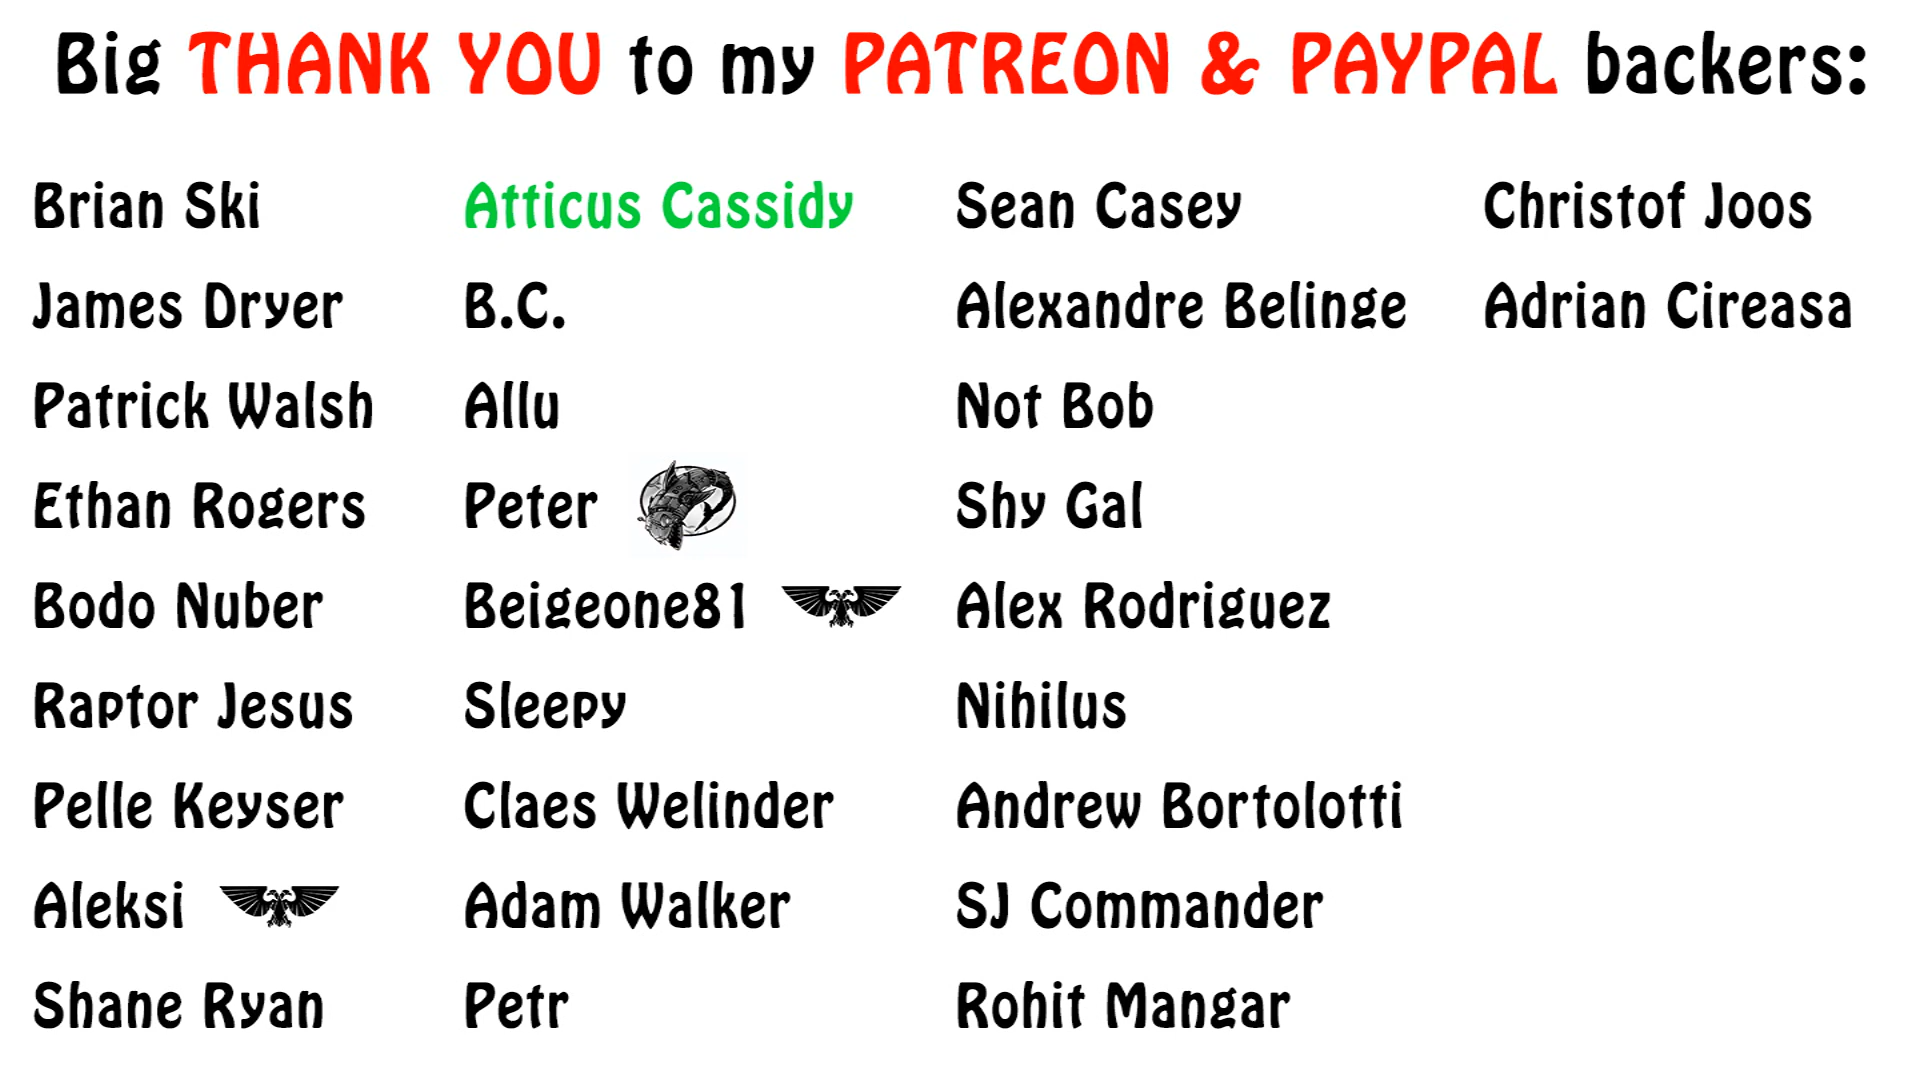 Big THANK YOU to my PATREON & PAYPAL backers:
Brian Ski
James Dryer
Patrick Walsh
Ethan Rogers
Bodo Nuber
Raptor Jesus
Pelle Keyser
Aleksi
Shane Ryan
Atticus Cassidy
B.C.
Allu
Peter
Beigeone81
Sleepy
Claes Welinder
Adam Walker
Petr
Sean Casey
Alexandre Belinge
Not Bob
Shy Gal
Alex Rodriguez
Nihilus
Andrew Bortolotti
SJ Commander
Rohit Mangar
Christof Joos
Adrian Cireasa